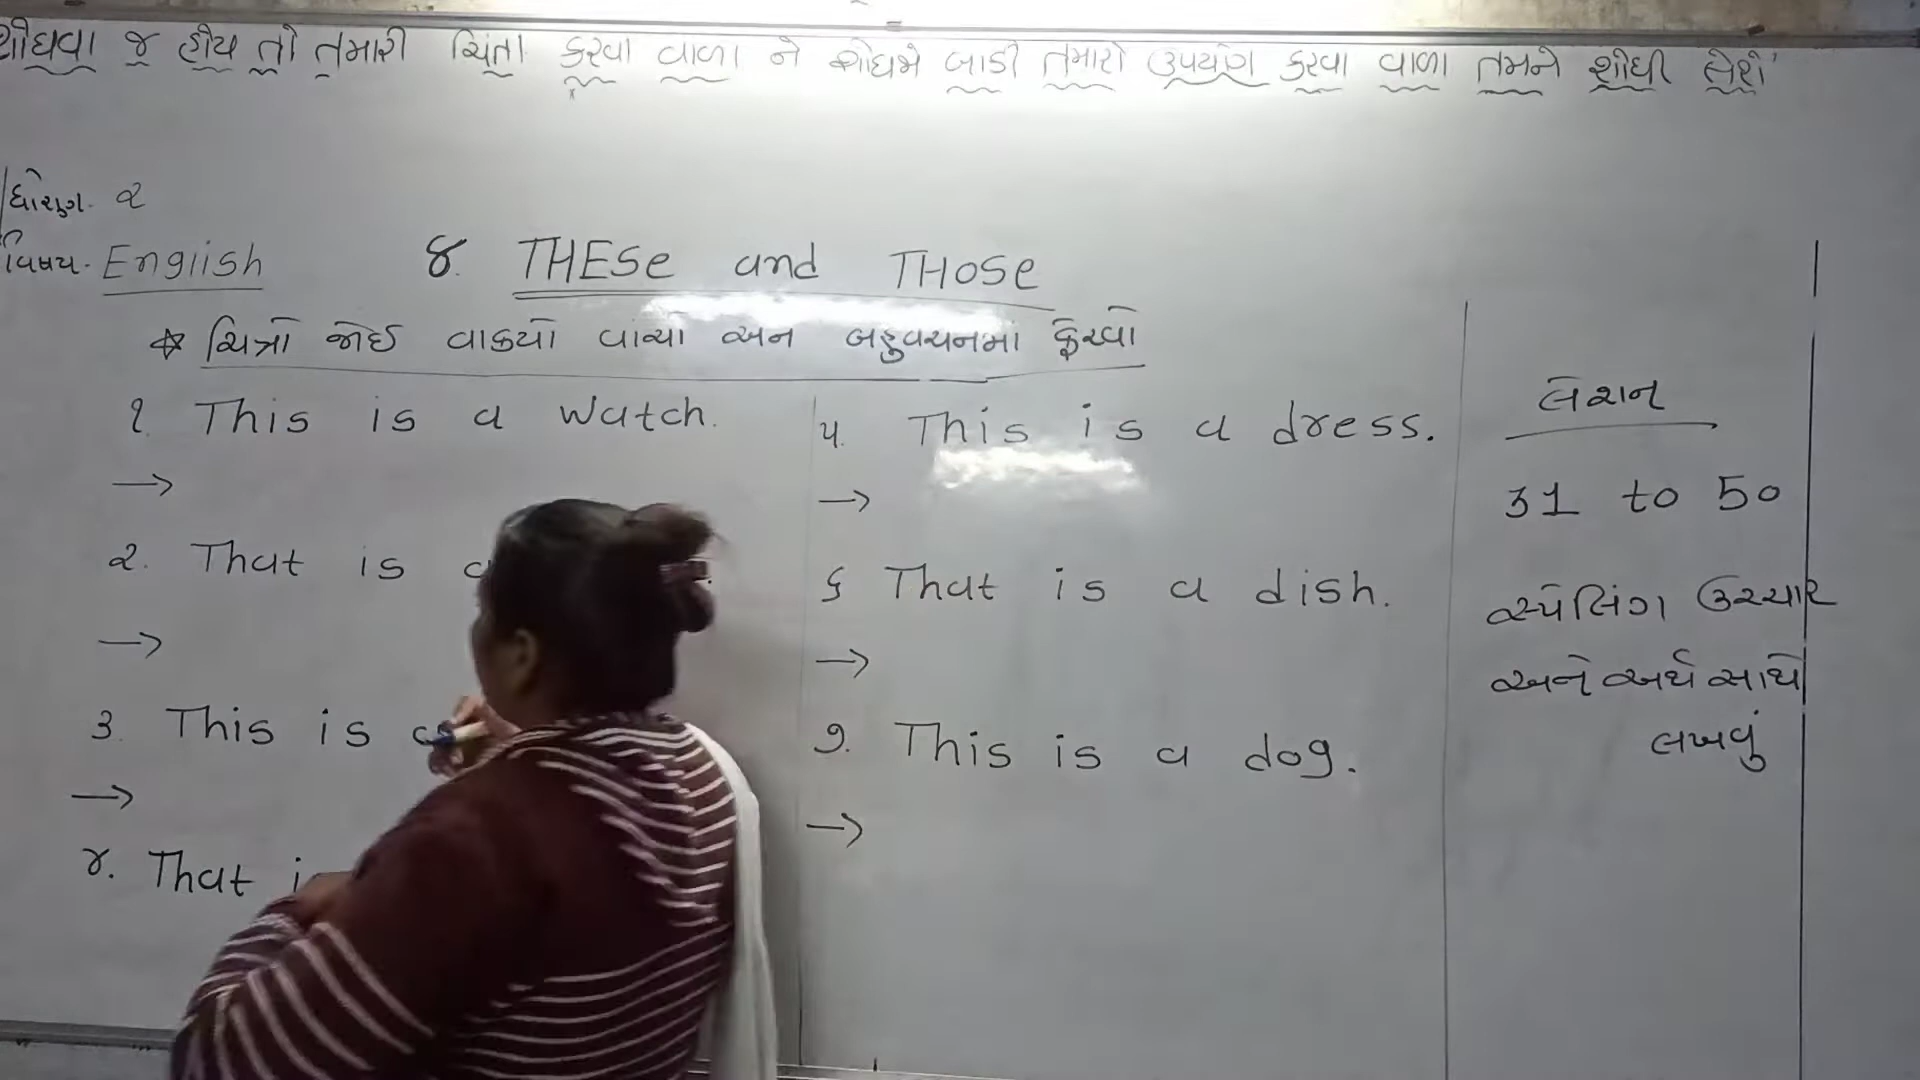 શોધવા જ હોય તો તમારી ચિંતા કરવા વાળા ને શોધજો બાકી તમારો ઉપયોગ કરવા વાળા તમને શોધી લેશે
ધોરણ. ૨
વિષય. English
૪. THESe and THOSe
ચિત્રો જોઈ વાકયો વાંચો અને બહુવચનમાં ફેરવો
૧. This is a watch.
→
૨. That is a
→
૩. This is
→
૪. That
૫. This is a dress.
→
૬ That is a dish.
→
૭. This is a dog.
→
લેશન
31 to 50
સ્પેલિંગ ઉચ્ચાર
અને અર્થ સાથે
લખવું